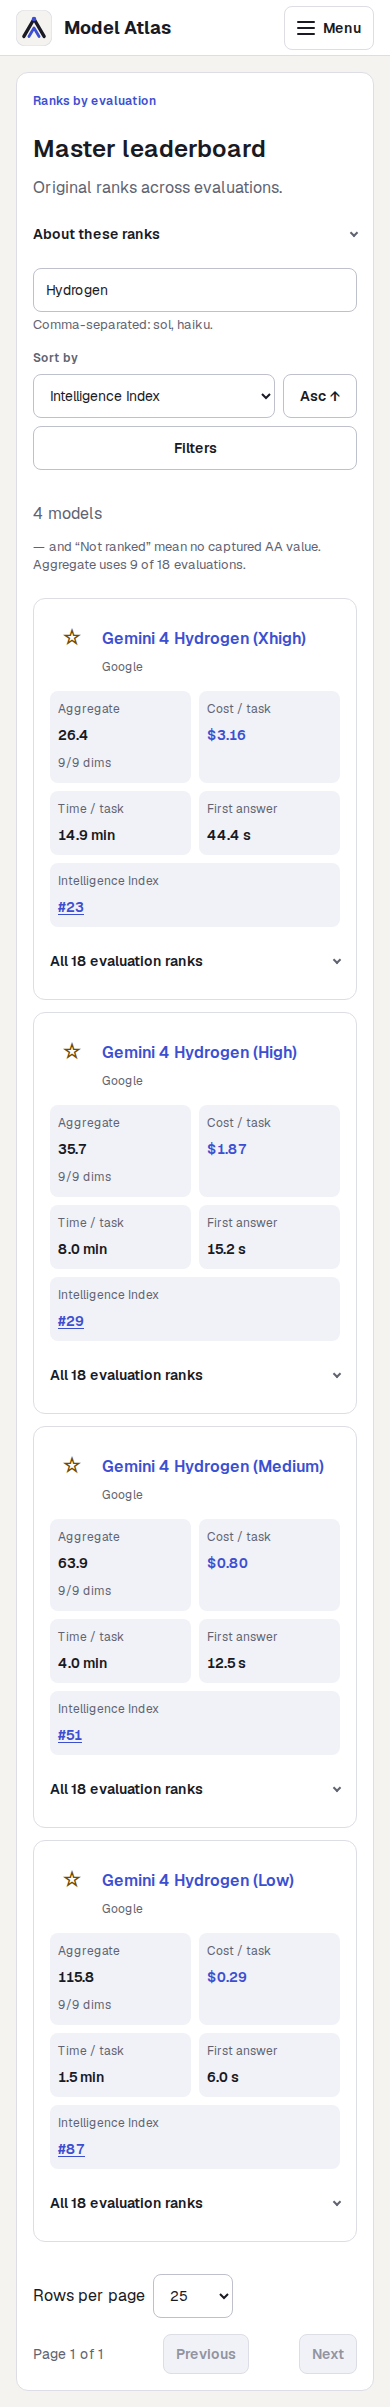 Model Atlas
Menu
Ranks by evaluation
Master leaderboard
Original ranks across evaluations.
About these ranks
Hydrogen
Comma-separated: sol, haiku.
Sort by
Intelligence Index
Asc ↑
Filters
4 models
— and “Not ranked” mean no captured AA value.
Aggregate uses 9 of 18 evaluations.
☆ Gemini 4 Hydrogen (Xhigh)
Google
Aggregate
26.4
9/9 dims
Cost / task
$3.16
Time / task
14.9 min
First answer
44.4 s
Intelligence Index
#23
All 18 evaluation ranks
☆ Gemini 4 Hydrogen (High)
Google
Aggregate
35.7
9/9 dims
Cost / task
$1.87
Time / task
8.0 min
First answer
15.2 s
Intelligence Index
#29
All 18 evaluation ranks
☆ Gemini 4 Hydrogen (Medium)
Google
Aggregate
63.9
9/9 dims
Cost / task
$0.80
Time / task
4.0 min
First answer
12.5 s
Intelligence Index
#51
All 18 evaluation ranks
☆ Gemini 4 Hydrogen (Low)
Google
Aggregate
115.8
9/9 dims
Cost / task
$0.29
Time / task
1.5 min
First answer
6.0 s
Intelligence Index
#87
All 18 evaluation ranks
Rows per page 25
Page 1 of 1
Previous
Next